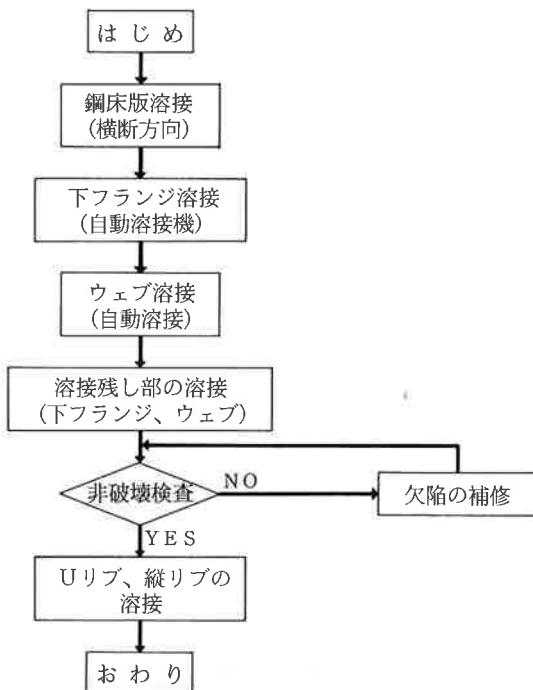 はじめ
鋼床版溶接
(横断方向)
下フランジ溶接
(自動溶接機)
ウェブ溶接
(自動溶接)
溶接残し部の溶接
(下フランジ、ウェブ)
非破壊検査
NO
欠陥の補修
YES
Uリブ、縦リブの
溶接
おわり